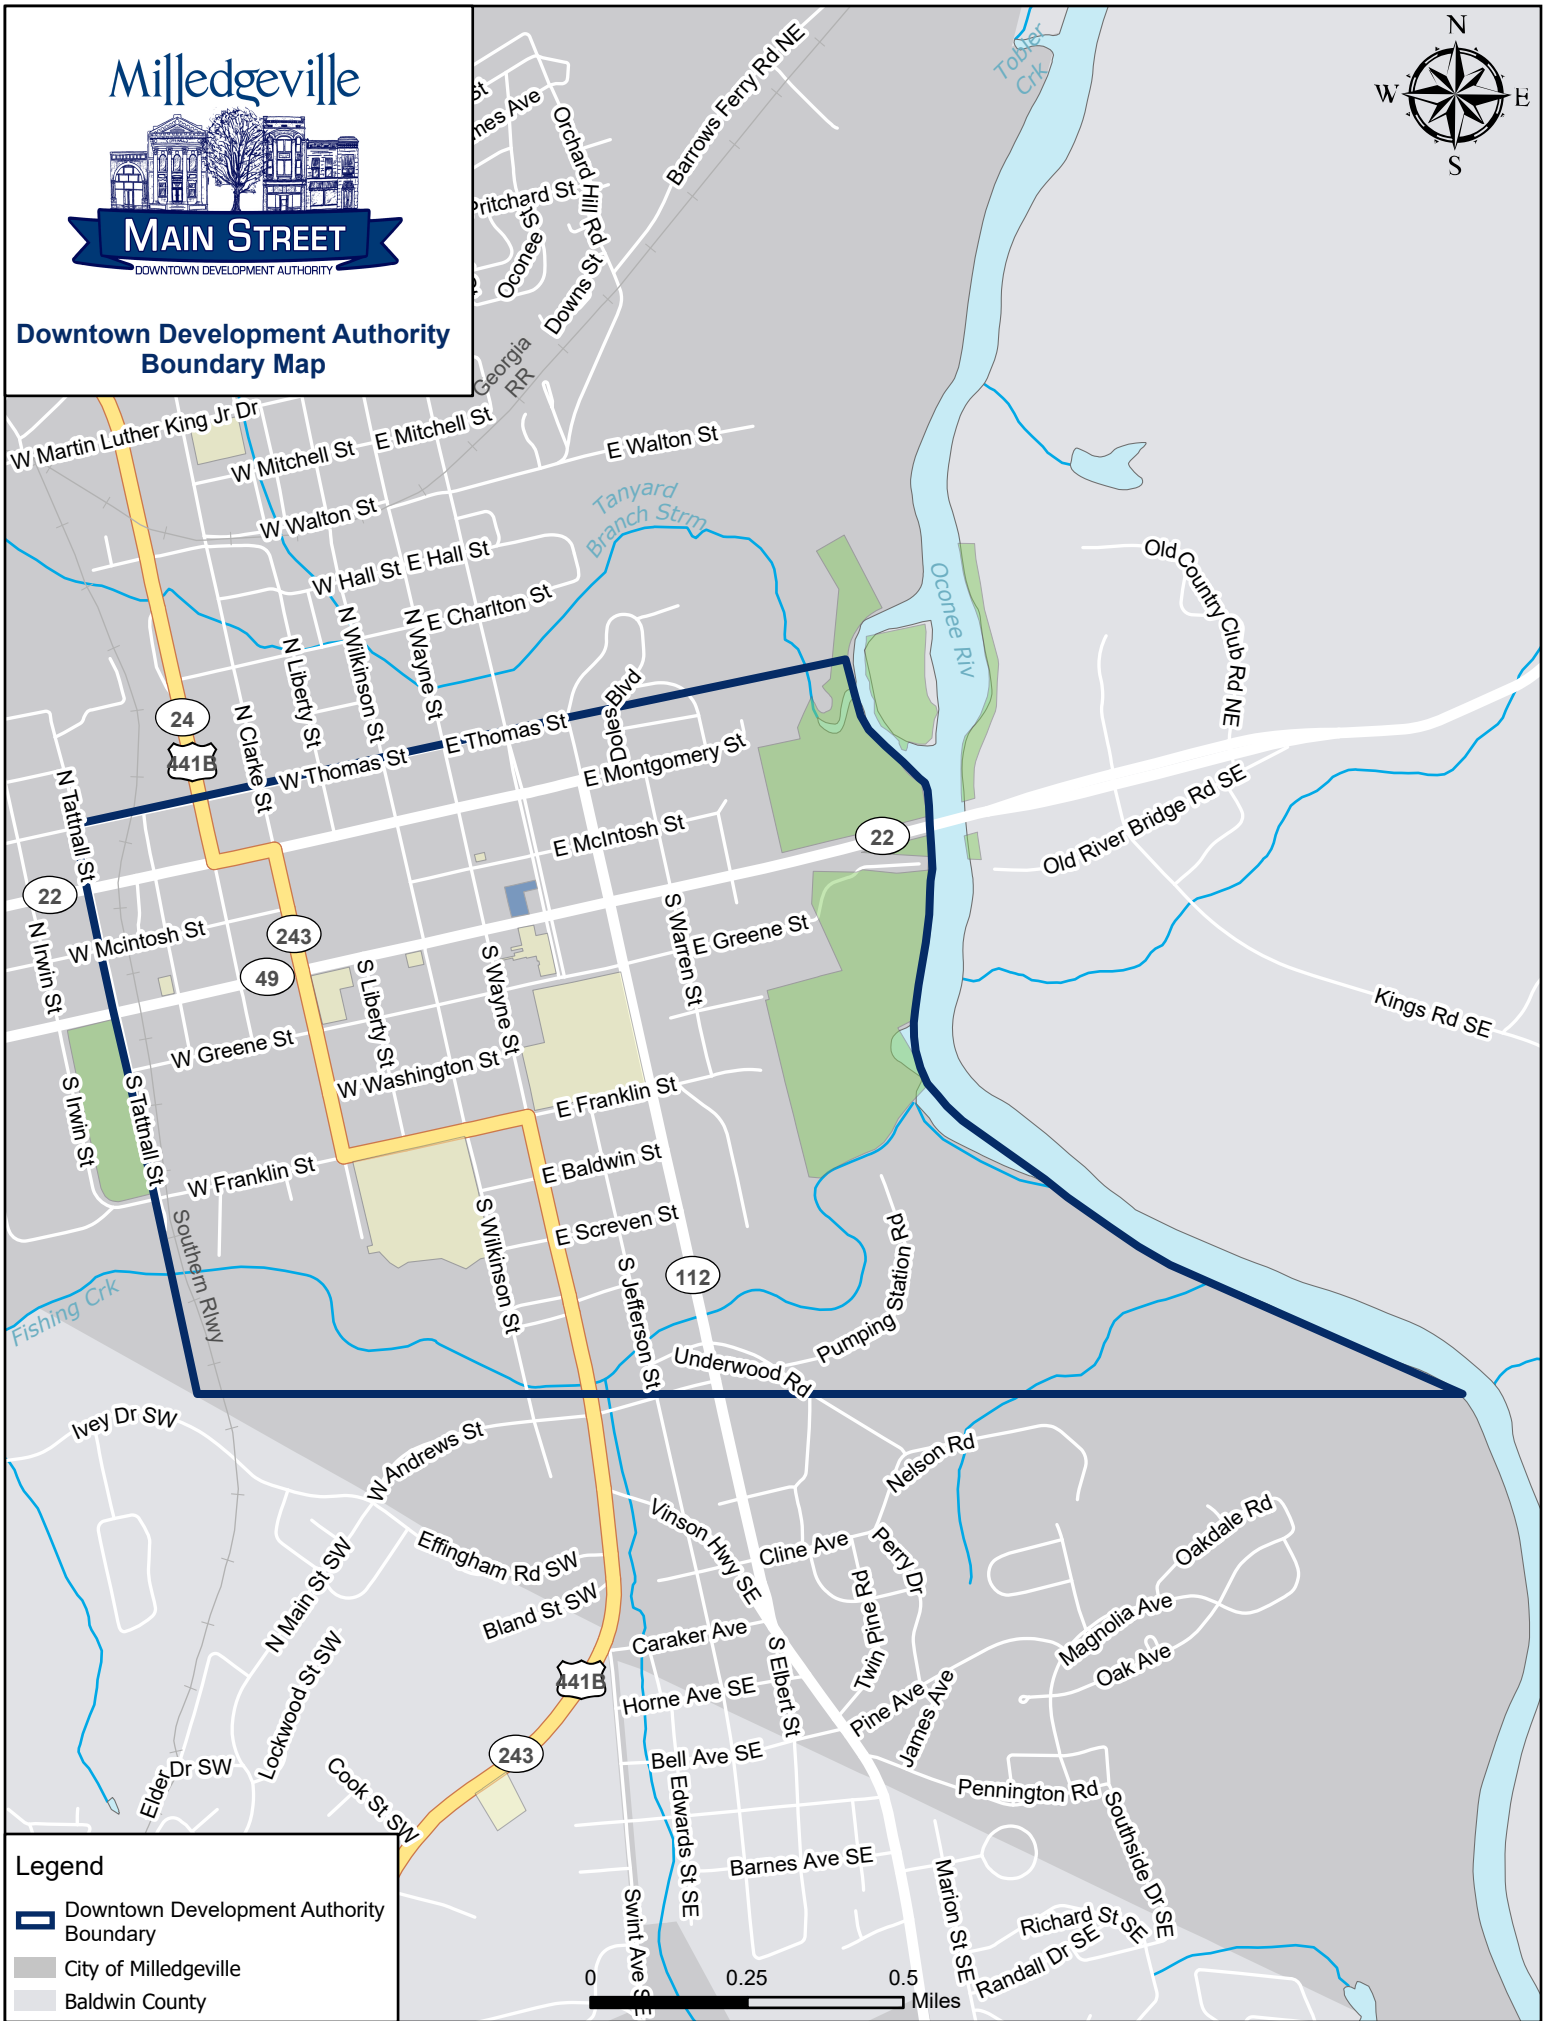 Milledgeville
MAIN STREET
DOWNTOWN DEVELOPMENT AUTHORITY
Downtown Development Authority
Boundary Map
N
W
E
S
Tobler
Crk
Barrows Ferry Rd NE
Orchard Hill Rd
Pritchard St
Oconee St
Downs St
Georgia
RR
W Martin Luther King Jr Dr
W Mitchell St
E Mitchell St
E Walton St
W Walton St
Tanyard
Branch Strm
W Hall St
E Hall St
E Charlton St
Oconee Riv
Old Country Club Rd NE
N Wilkinson St
N Wayne St
N Liberty St
N Clarke St
24
441B
Doles Blvd
E Thomas St
W Thomas St
E Montgomery St
N Tattnall St
E McIntosh St
22
Old River Bridge Rd SE
22
N Irwin St
W Mcintosh St
243
49
S Warren St
E Greene St
S Liberty St
S Wayne St
Kings Rd SE
W Greene St
W Washington St
S Irwin St
S Tattnall St
E Franklin St
W Franklin St
E Baldwin St
E Screven St
S Wilkinson St
Southern Rlwy
S Jefferson St
112
Pumping Station Rd
Fishing Crk
Underwood Rd
Ivey Dr SW
W Andrews St
Nelson Rd
Vinson Hwy SE
Effingham Rd SW
Cline Ave
Perry Dr
Oakdale Rd
N Main St SW
Bland St SW
Twin Pine Rd
Magnolia Ave
Lockwood St SW
Caraker Ave
S Elbert St
Oak Ave
441B
Horne Ave SE
Pine Ave
James Ave
243
Bell Ave SE
Elder Dr SW
Cook St SW
Edwards St SE
Pennington Rd
Southside Dr SE
Barnes Ave SE
Marion St SE
Swint Ave SE
Richard St SE
Randall Dr SE
Legend
Downtown Development Authority
Boundary
City of Milledgeville
Baldwin County
0 0.25 0.5
Miles